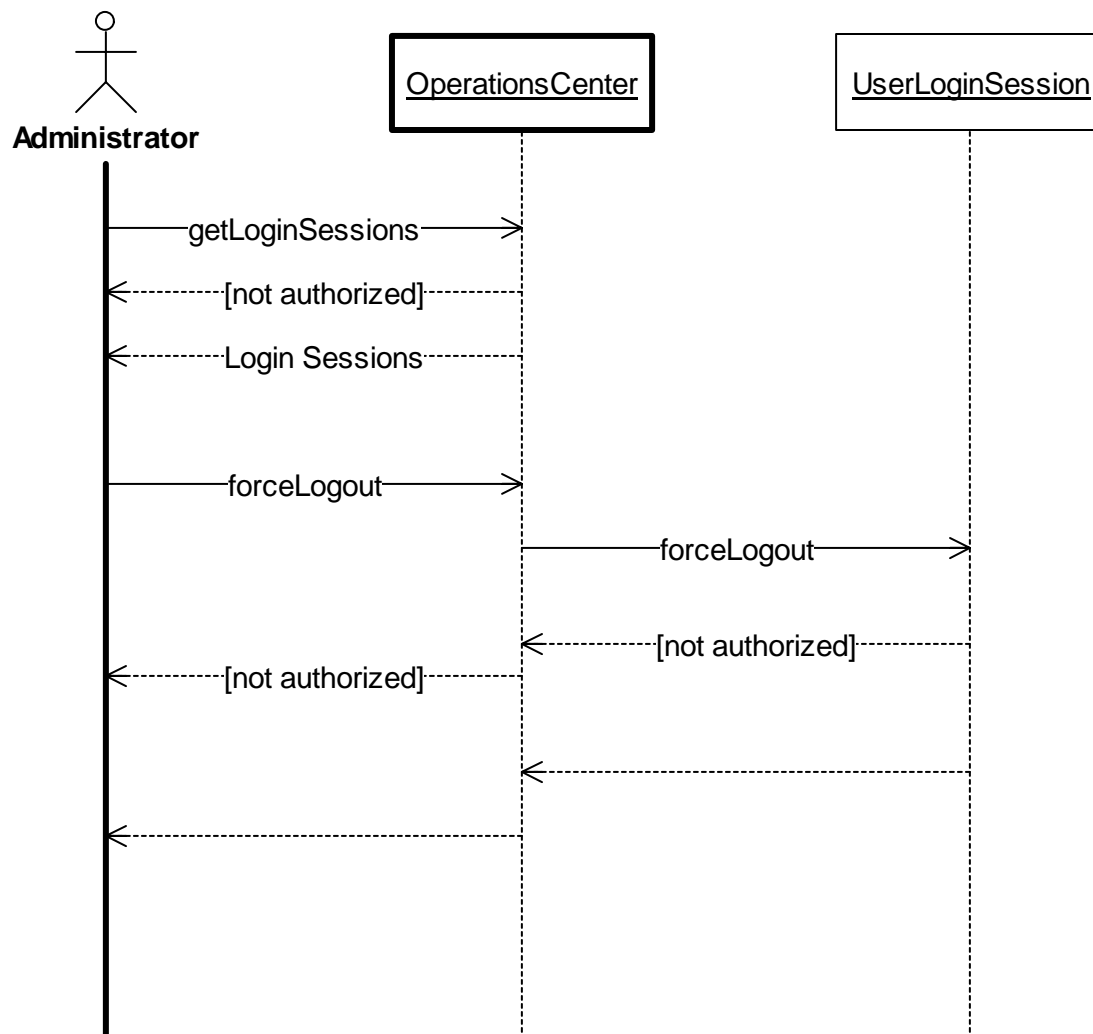 Administrator
OperationsCenter
UserLoginSession
getLoginSessions
[not authorized]
Login Sessions
forceLogout
forceLogout
[not authorized]
[not authorized]